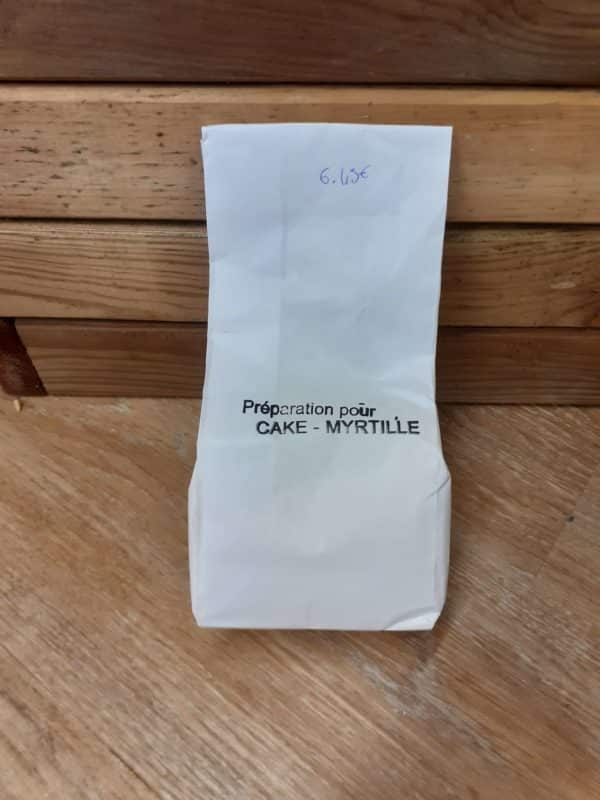 6.45€
Préparation pour
CAKE - MYRTILLE